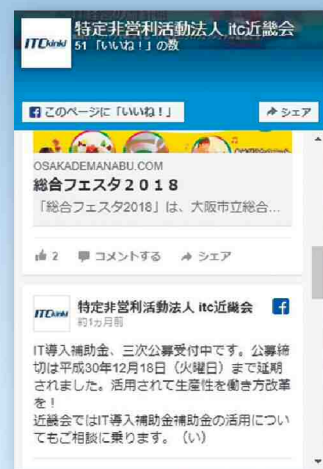 ITCkinki
特定非営利活動法人 itc近畿会
51 「いいね！」の数
このページに「いいね！」
シェア
OSAKADEMANABU.COM
総合フェスタ２０１８
「総合フェスタ2018」は、大阪市立総合...
2 コメントする シェア
ITCkinki
特定非営利活動法人 itc近畿会
約1ヵ月前
IT導入補助金、三次公募受付中です。公募締
切は平成30年12月18日（火曜日）まで延期
されました。活用されて生産性を働き方改革
を！
近畿会ではIT導入補助金補助金の活用につい
てもご相談に乗ります。（い）